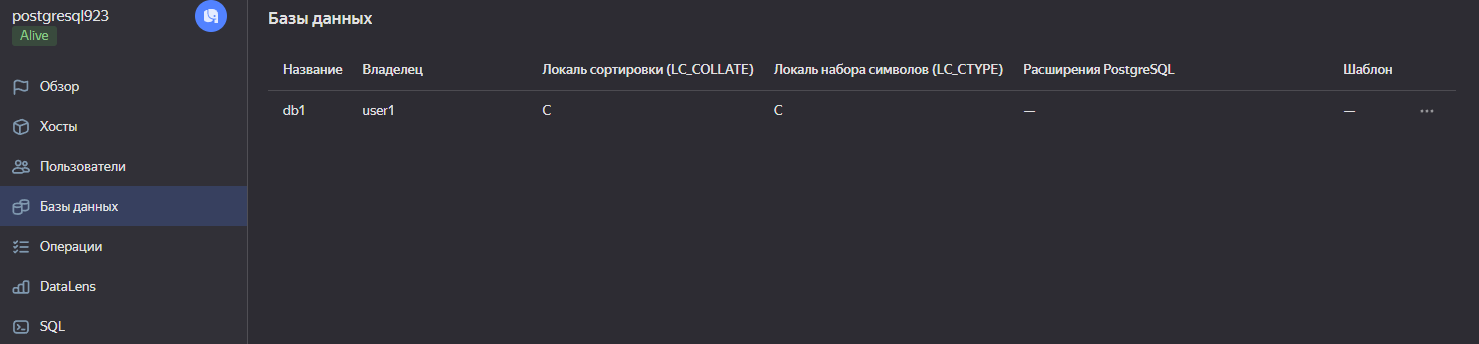 postgresql923
Alive
Обзор
Хосты
Пользователи
Базы данных
Операции
DataLens
SQL
Базы данных
Название Владелец Локаль сортировки (LC_COLLATE) Локаль набора символов (LC_CTYPE) Расширения PostgreSQL Шаблон
db1 user1 C C — —